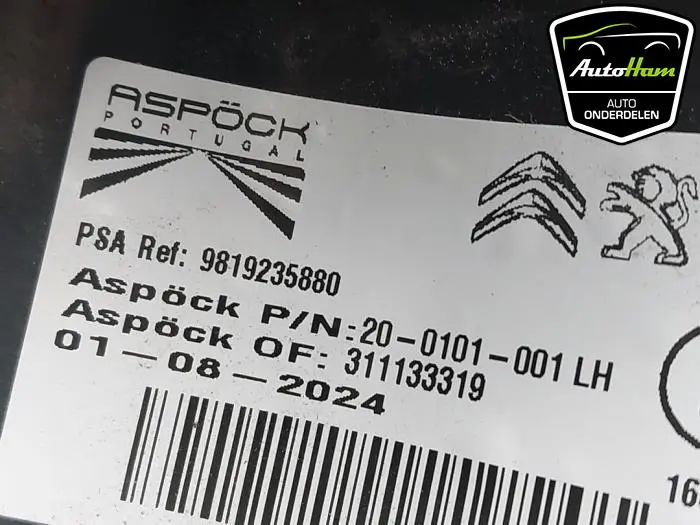 ASPÖCK
PORTUGAL
AutoHam
AUTO
ONDERDELEN
PSA Ref: 9819235880
Aspöck P/N:20-0101-001 LH
Aspöck OF: 311133319
01-08-2024